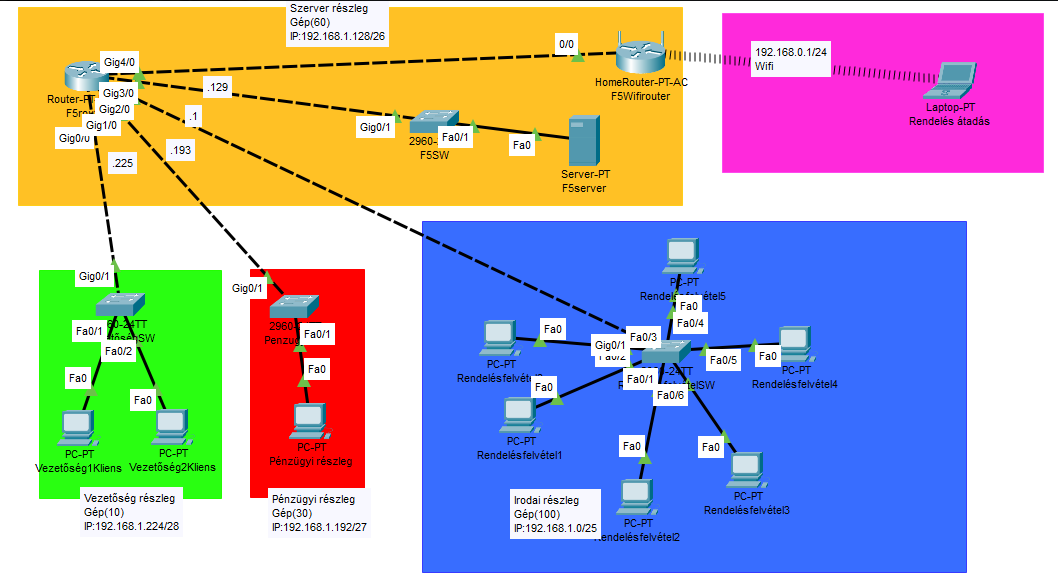 Szerver részleg
Gép(60)
IP:192.168.1.128/26
Gig4/0
Router-PT
Gig3/0
Gig2/0
Gig1/0
Gig0/0
.129
.1
.193
.225
0/0
HomeRouter-PT-AC
F5Wifirouter
192.168.0.1/24
Wifi
Laptop-PT
Rendelés átadás
Gig0/1
Fa0/1
F5SW
Fa0
Server-PT
F5server
Gig0/1
60-24TT
Fa0/1
Fa0/2
Fa0
Fa0
PC-PT
Vezetőség1Kliens
PC-PT
Vezetőség2Kliens
Vezetőség részleg
Gép(10)
IP:192.168.1.224/28
Gig0/1
Fa0/1
Fa0
PC-PT
Pénzügyi részleg
Pénzügyi részleg
Gép(30)
IP:192.168.1.192/27
PC-PT
Rendelésfelvétel5
Fa0
Fa0/4
Fa0
PC-PT
Gig0/1
Fa0/3
Fa0/2
Fa0/1
Fa0/5
Fa0/6
Fa0
PC-PT
Rendelésfelvétel4
Fa0
PC-PT
Rendelésfelvétel1
Fa0
PC-PT
Rendelésfelvétel2
Fa0
PC-PT
Rendelésfelvétel3
Irodai részleg
Gép(100)
IP:192.168.1.0/25